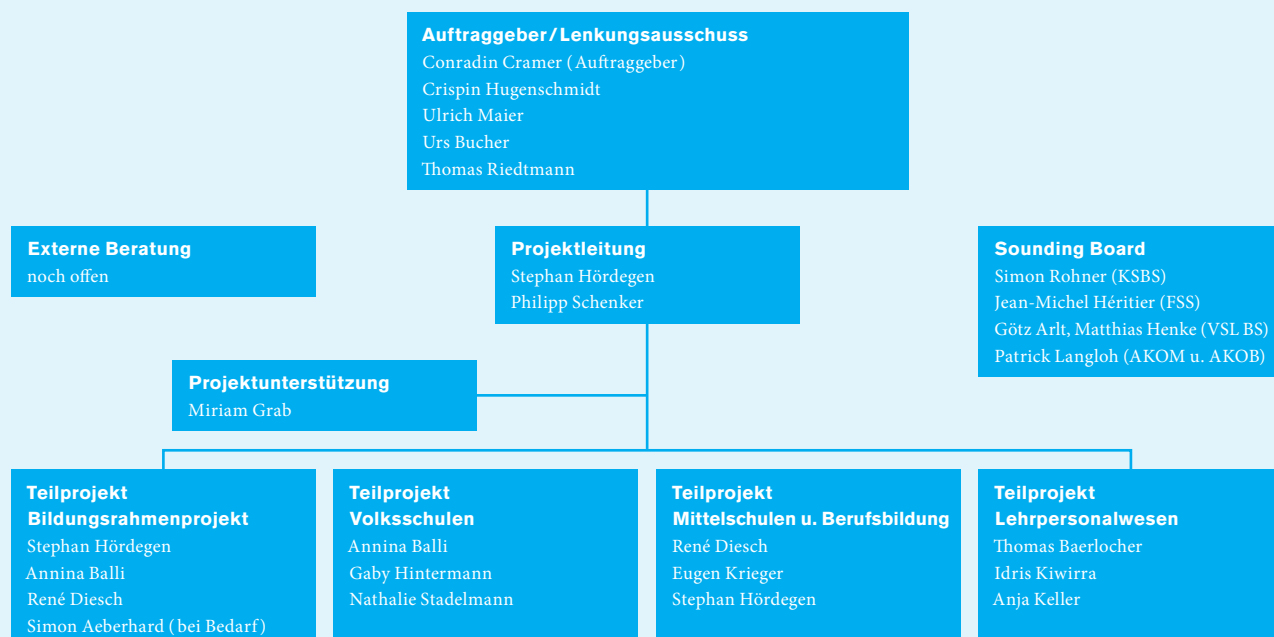 Auftraggeber/Lenkungsausschuss
Conradin Cramer (Auftraggeber)
Crispin Hugenschmidt
Ulrich Maier
Urs Bucher
Thomas Riedtmann
Externe Beratung
noch offen
Projektleitung
Stephan Hördegen
Philipp Schenker
Sounding Board
Simon Rohner (KSBS)
Jean-Michel Héritier (FSS)
Götz Arlt, Matthias Henke (VSL BS)
Patrick Langloh (AKOM u. AKOB)
Projektunterstützung
Miriam Grab
Teilprojekt
Bildungsrahmenprojekt
Stephan Hördegen
Annina Balli
René Diesch
Simon Aeberhard (bei Bedarf)
Teilprojekt
Volksschulen
Annina Balli
Gaby Hintermann
Nathalie Stadelmann
Teilprojekt
Mittelschulen u. Berufsbildung
René Diesch
Eugen Krieger
Stephan Hördegen
Teilprojekt
Lehrpersonalwesen
Thomas Baerlocher
Idris Kiwirra
Anja Keller